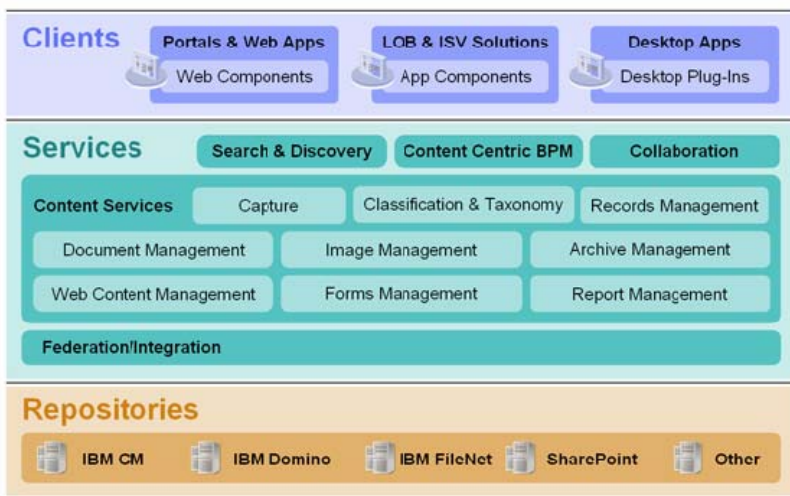 Clients
Portals & Web Apps
LOB & ISV Solutions
Desktop Apps
Web Components
App Components
Desktop Plug-Ins
Services
Search & Discovery
Content Centric BPM
Collaboration
Content Services
Capture
Classification & Taxonomy
Records Management
Document Management
Image Management
Archive Management
Web Content Management
Forms Management
Report Management
Federation/Integration
Repositories
IBM CM
IBM Domino
IBM FileNet
SharePoint
Other